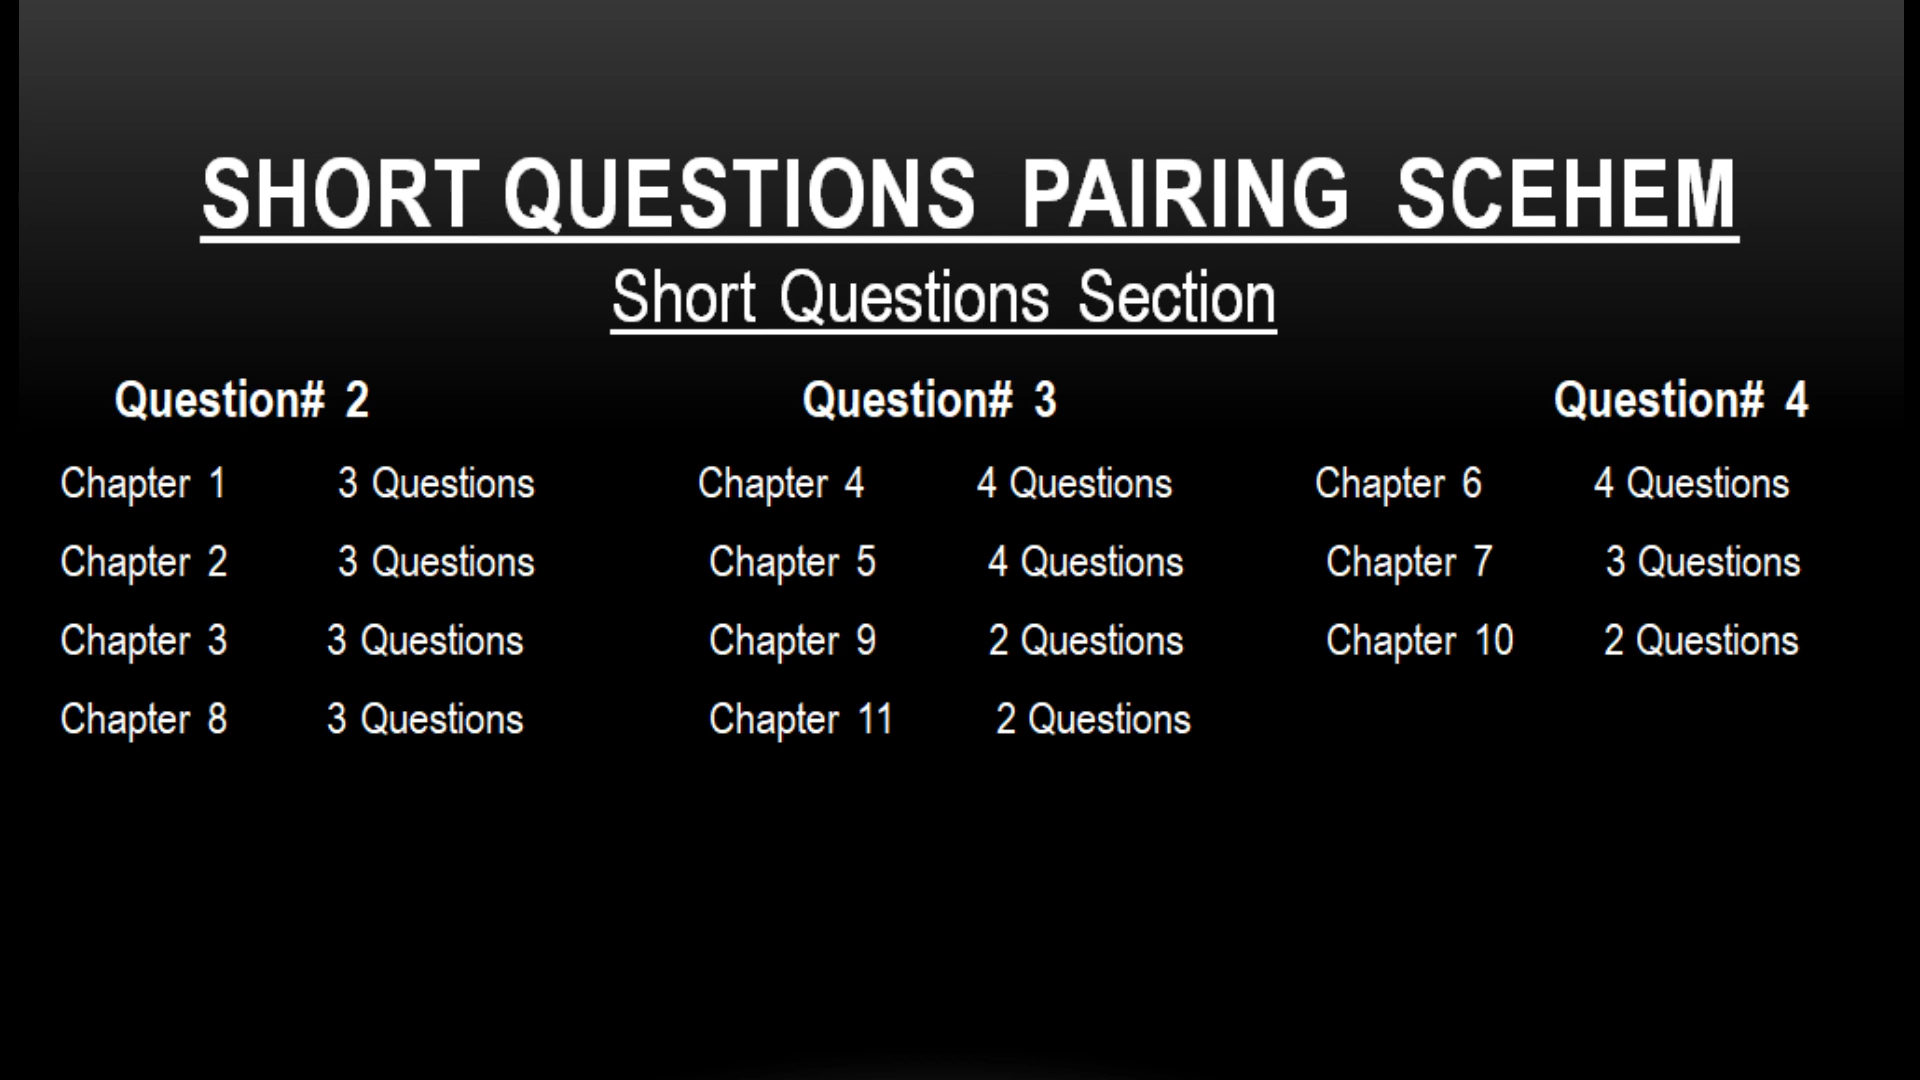 SHORT QUESTIONS PAIRING SCEHEM
Short Questions Section
Question# 2 Question# 3 Question# 4
Chapter 1 3 Questions Chapter 4 4 Questions Chapter 6 4 Questions
Chapter 2 3 Questions Chapter 5 4 Questions Chapter 7 3 Questions
Chapter 3 3 Questions Chapter 9 2 Questions Chapter 10 2 Questions
Chapter 8 3 Questions Chapter 11 2 Questions